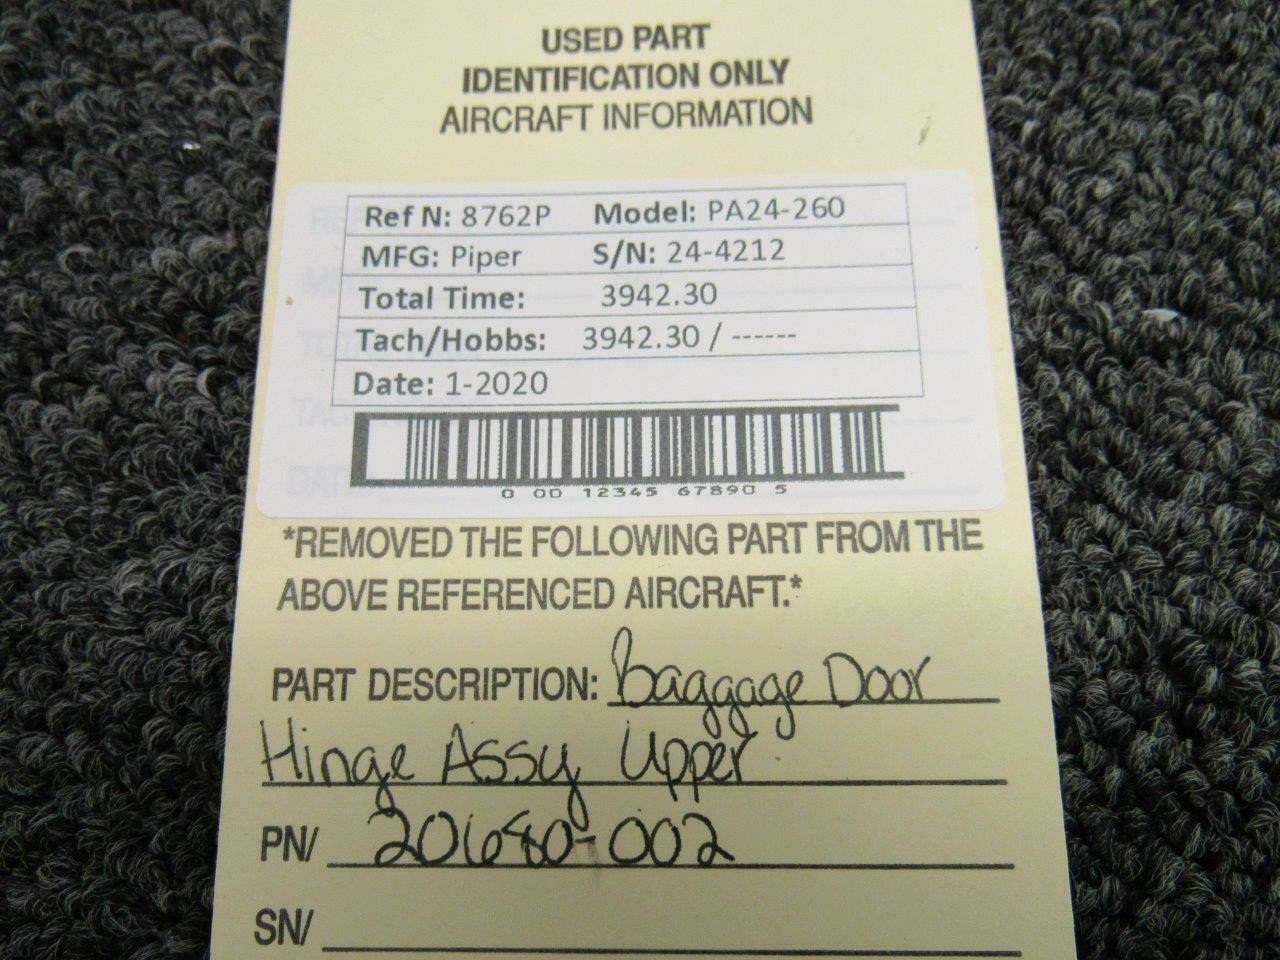 USED PART
IDENTIFICATION ONLY
AIRCRAFT INFORMATION
Ref N: 8762P Model: PA24-260
MFG: Piper S/N: 24-4212
Total Time: 3942.30
Tach/Hobbs: 3942.30 / ------
Date: 1-2020
0 00 12345 67890 5
*REMOVED THE FOLLOWING PART FROM THE
ABOVE REFERENCED AIRCRAFT.*
PART DESCRIPTION: Baggage Door
Hinge Assy Upper
PN/ 20680-002
SN/